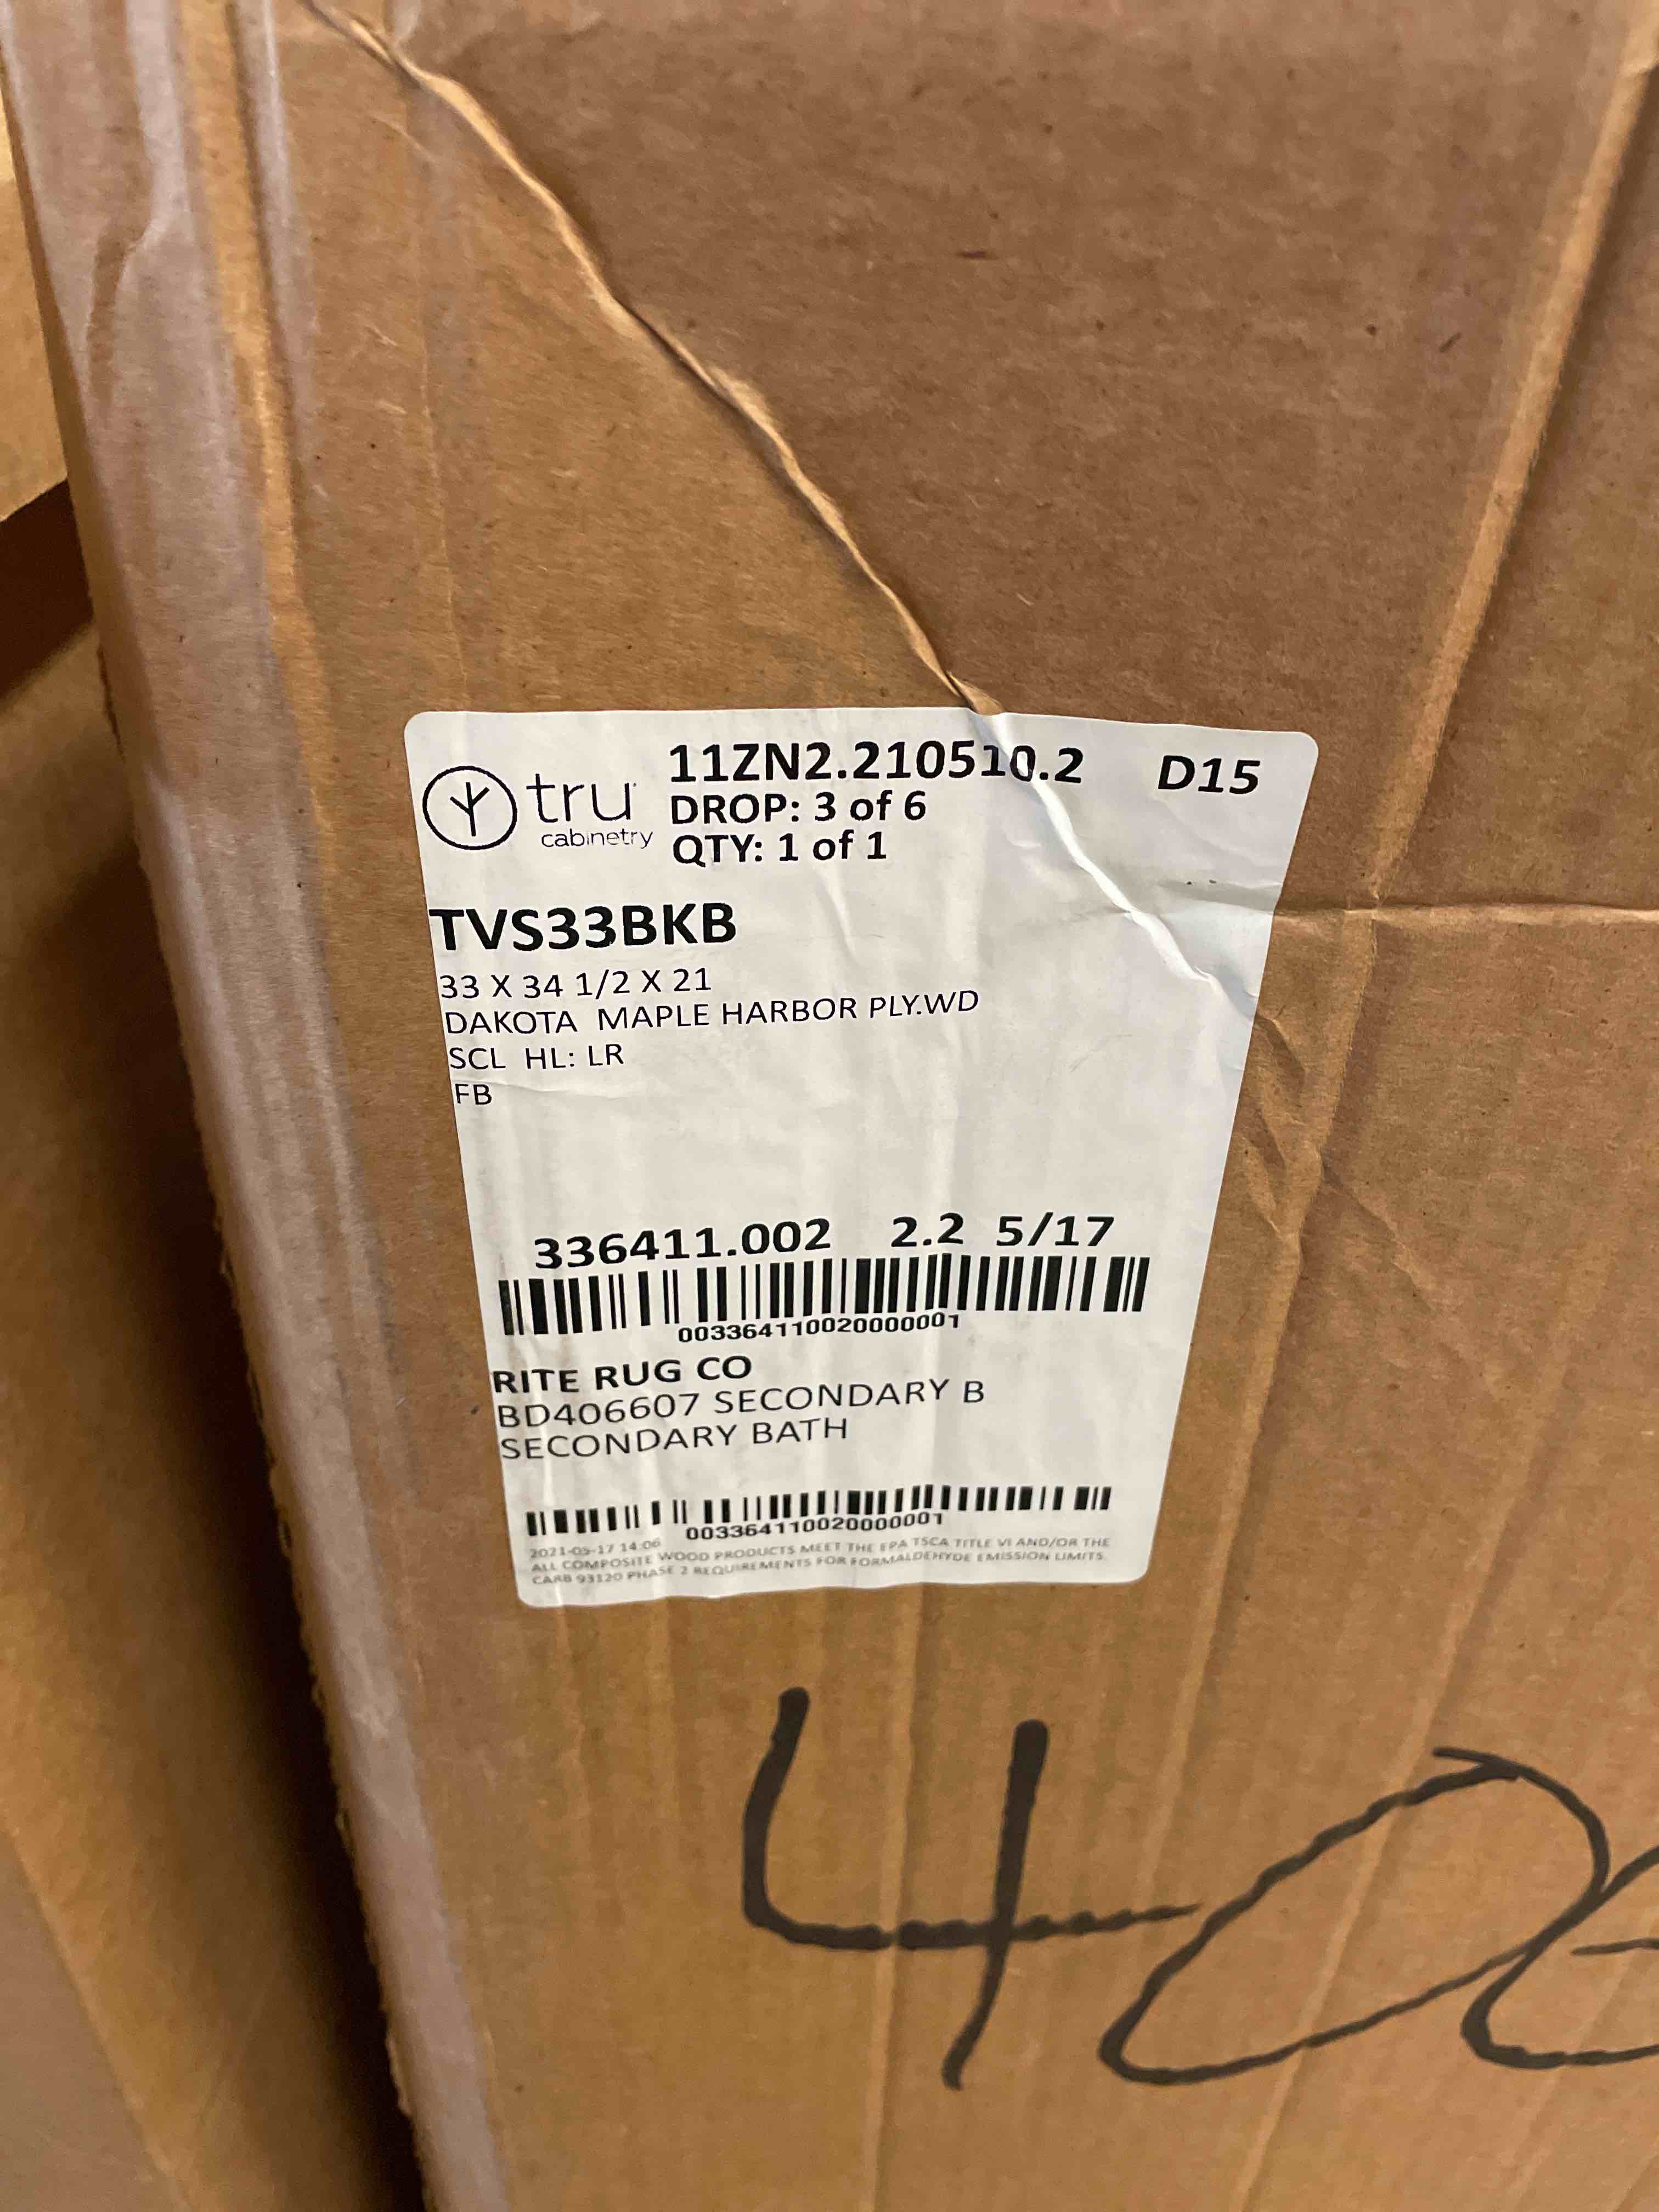 tru
cabinetry
11ZN2.210510.2 D15
DROP: 3 of 6
QTY: 1 of 1
TVS33BKB
33 X 34 1/2 X 21
DAKOTA MAPLE HARBOR PLY.WD
SCL HL: LR
FB
336411.002 2.2 5/17
003364110020000001
RITE RUG CO
BD406607 SECONDARY B
SECONDARY BATH
003364110020000001
2021-05-17 14:06
ALL COMPOSITE WOOD PRODUCTS MEET THE EPA TSCA TITLE VI AND/OR THE
CARB 93120 PHASE 2 REQUIREMENTS FOR FORMALDEHYDE EMISSION LIMITS.
40